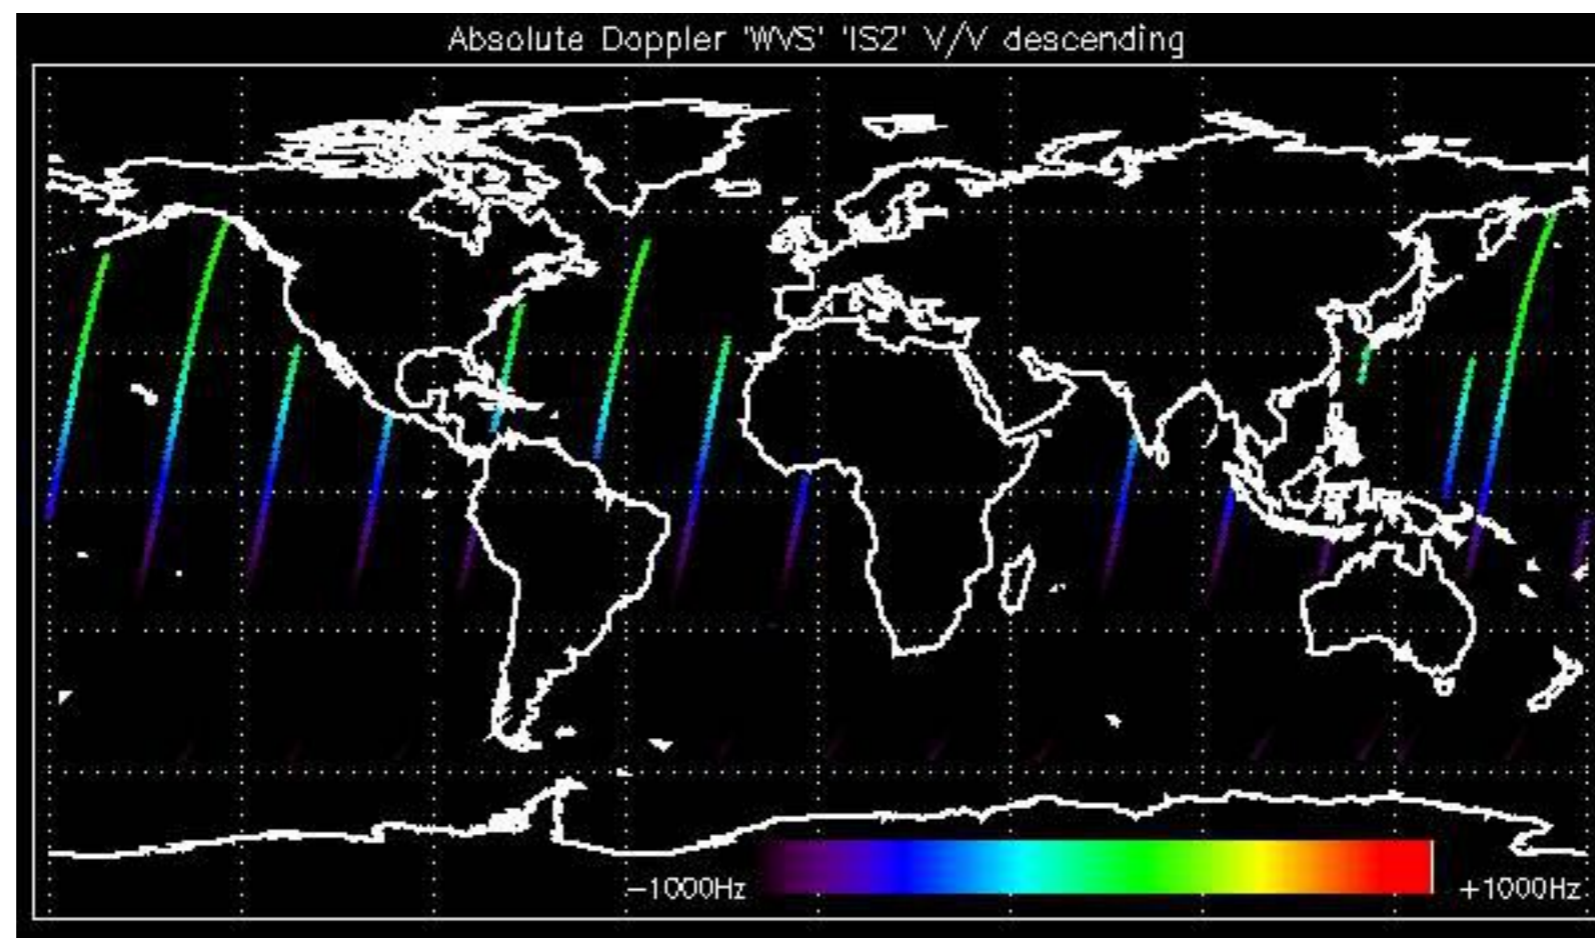 Absolute Doppler 'WVS' 'IS2' V/V descending
−1000Hz
+1000Hz